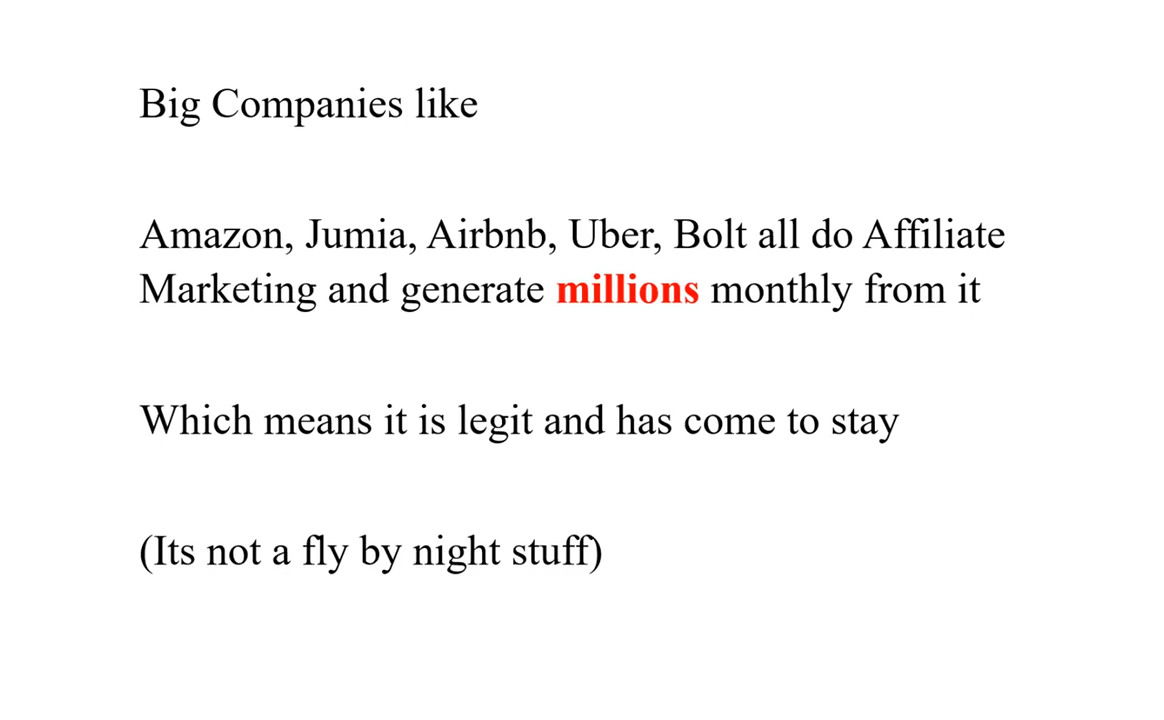 Big Companies like
Amazon, Jumia, Airbnb, Uber, Bolt all do Affiliate
Marketing and generate millions monthly from it
Which means it is legit and has come to stay
(Its not a fly by night stuff)